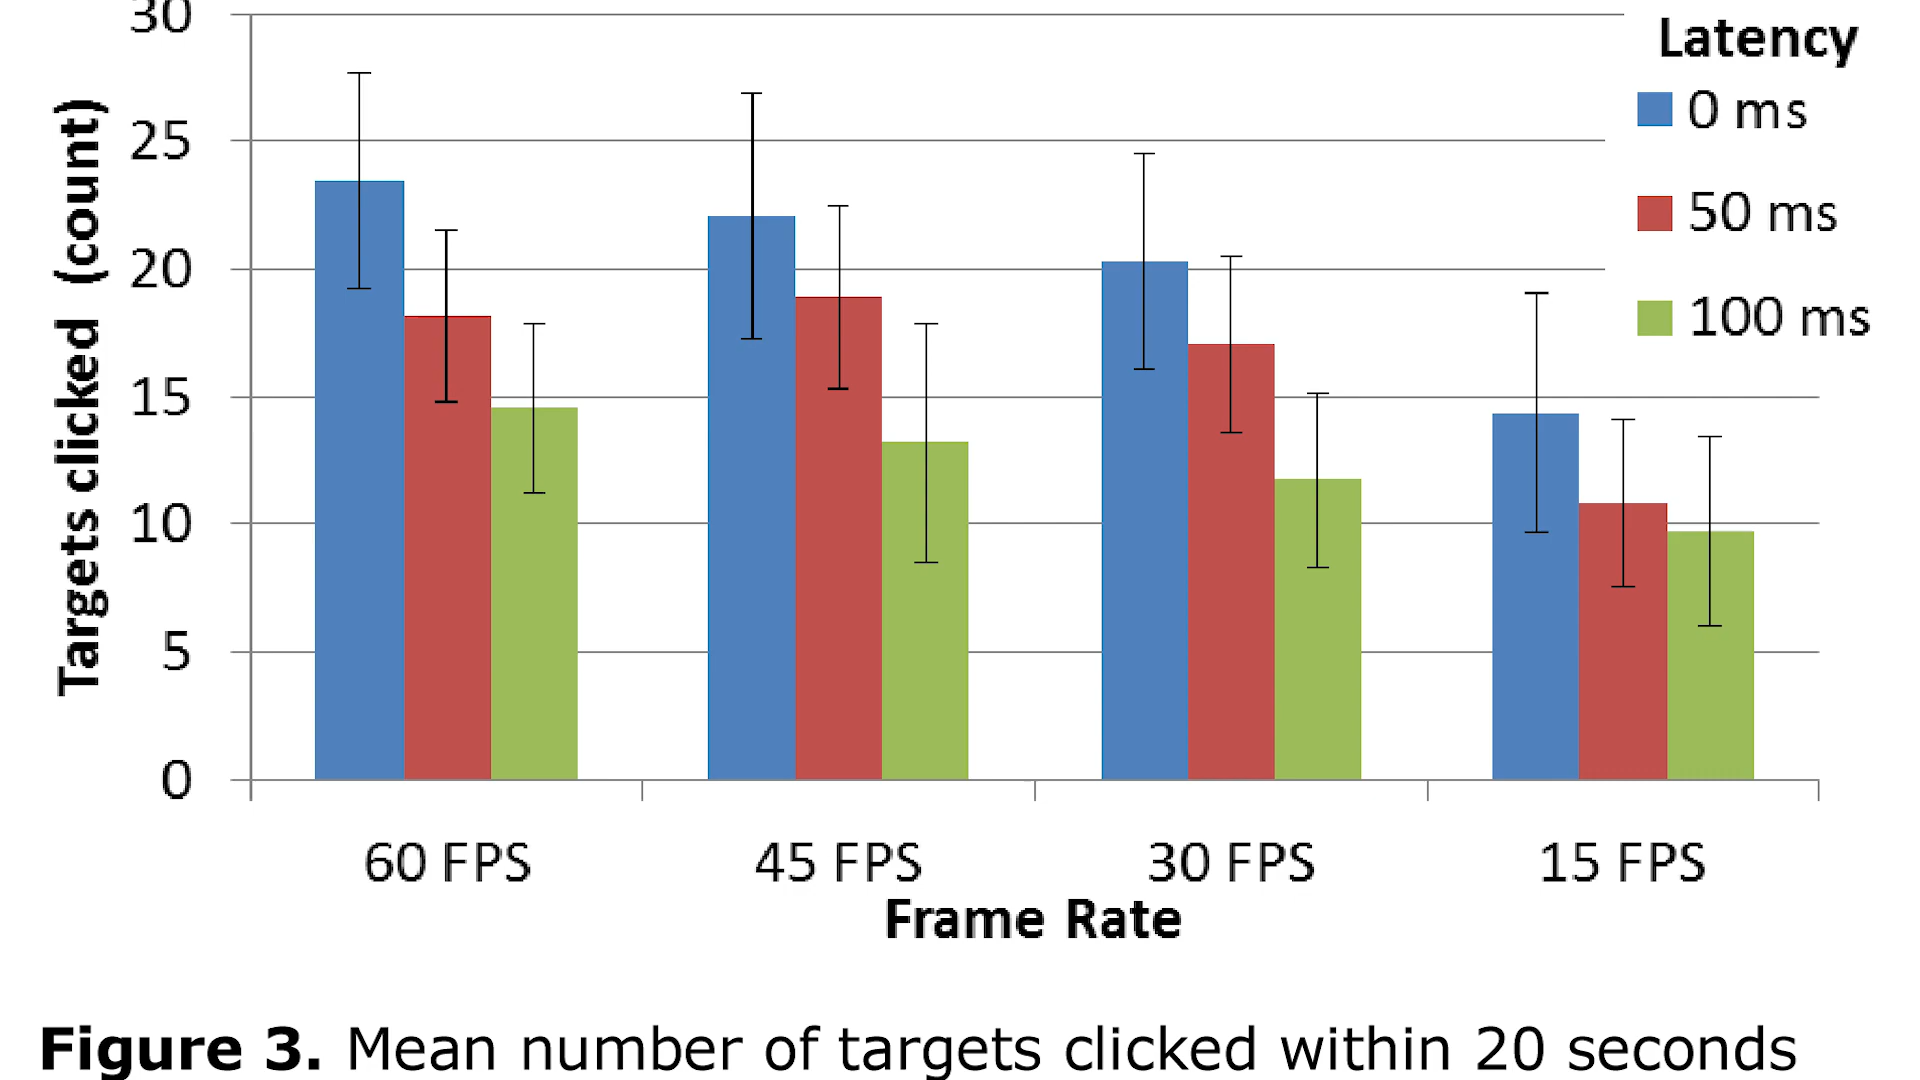 30
25
20
15
10
5
0
Targets clicked (count)
Latency
0 ms
50 ms
100 ms
60 FPS 45 FPS 30 FPS 15 FPS
Frame Rate
Figure 3. Mean number of targets clicked within 20 seconds